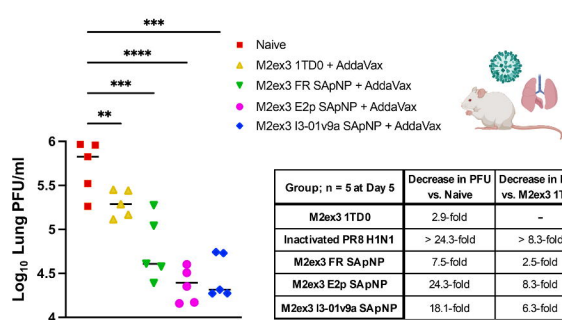 ***
****
***
**
Naive
M2ex3 1TD0 + AddaVax
M2ex3 FR SApNP + AddaVax
M2ex3 E2p SApNP + AddaVax
M2ex3 I3-01v9a SApNP + AddaVax
Log10 Lung PFU/ml
6
5.5
5
4.5
4
Group; n = 5 at Day 5 Decrease in PFU vs. Naive Decrease in vs. M2ex3
M2ex3 1TD0 2.9-fold –
Inactivated PR8 H1N1 > 24.3-fold > 8.3-fold
M2ex3 FR SApNP 7.5-fold 2.5-fold
M2ex3 E2p SApNP 24.3-fold 8.3-fold
M2ex3 I3-01v9a SApNP 18.1-fold 6.3-fold